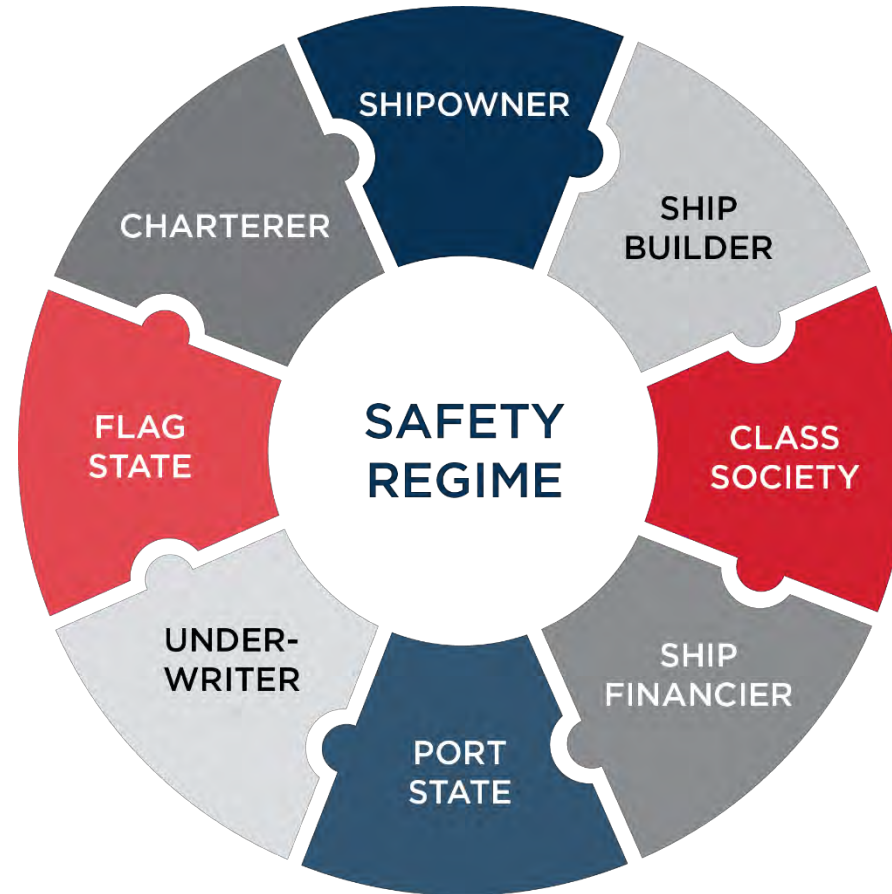 SHIPOWNER
SHIP
BUILDER
CLASS
SOCIETY
SHIP
FINANCIER
PORT
STATE
UNDER-
WRITER
FLAG
STATE
CHARTERER
SAFETY
REGIME